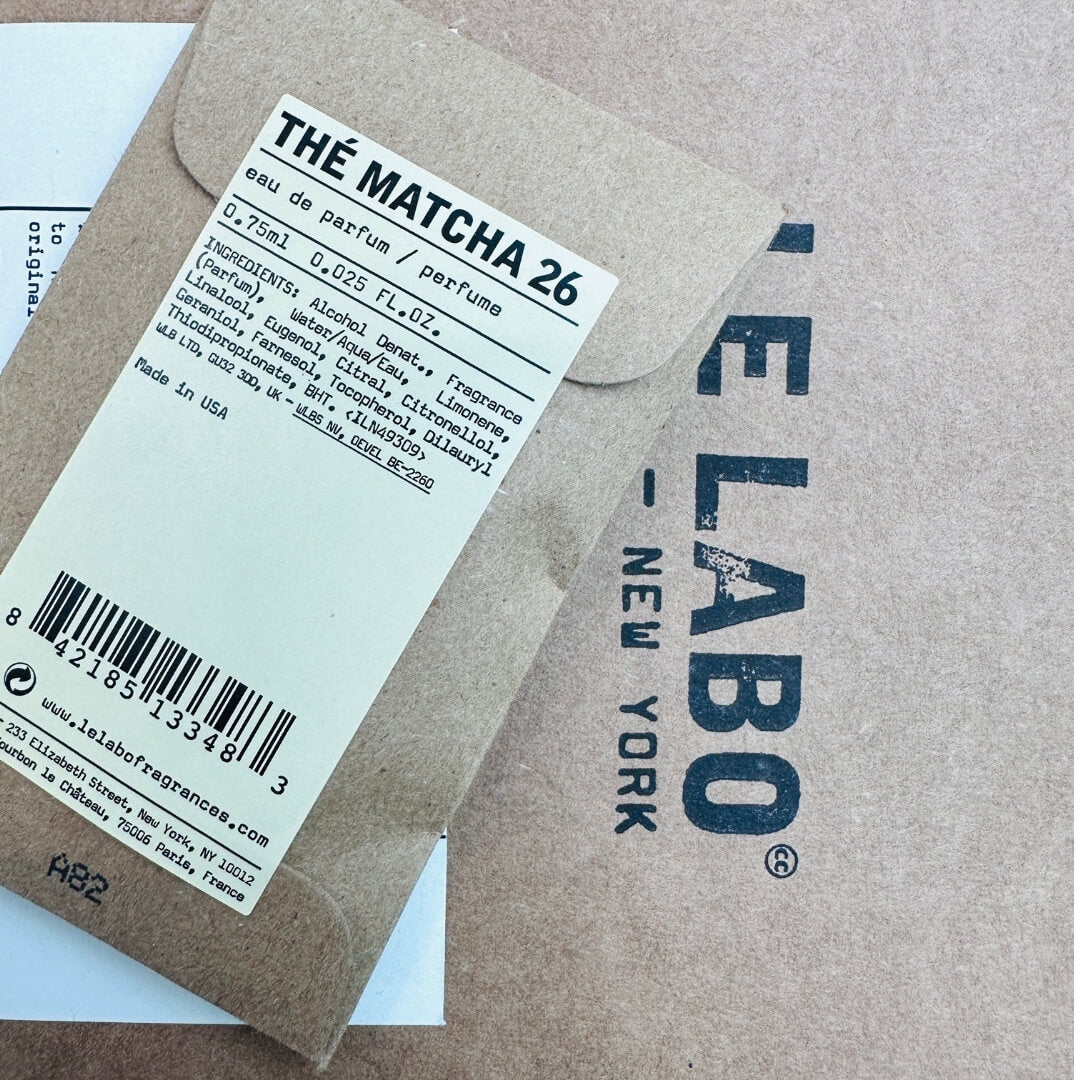 THÉ MATCHA 26
eau de parfum / perfume
0.75ml 0.025 FL.OZ.
INGREDIENTS: Alcohol Denat., Fragrance
(Parfum), Water/Aqua/Eau, Limonene,
Linalool, Eugenol, Citral, Citronellol,
Geraniol, Farnesol, Tocopherol, Dilauryl
Thiodipropionate, BHT. <ILN49309>
WLB LTD, GU32 3DD, UK - WLBS NV, OEVEL BE-2260
Made in USA
8 42185 13348 3
www.lelabofragrances.com
- 233 Elizabeth Street, New York, NY 10012
le Château, 75006 Paris, France
A82
LE LABO
- NEW YORK
cc
to